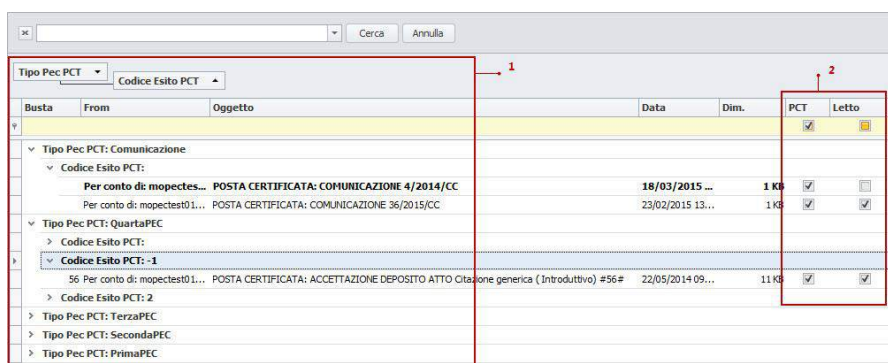 Cerca Annulla
1
Tipo Pec PCT
Codice Esito PCT
2
Busta From Oggetto Data Dim. PCT Letto
Tipo Pec PCT: Comunicazione
Codice Esito PCT:
Per conto di: mopectes... POSTA CERTIFICATA: COMUNICAZIONE 4/2014/CC 18/03/2015 ... 1 KB
Per conto di: mopectest01... POSTA CERTIFICATA: COMUNICAZIONE 36/2015/CC 23/02/2015 13... 1 KB
Tipo Pec PCT: QuartaPEC
Codice Esito PCT:
Codice Esito PCT: -1
56 Per conto di: mopectest01... POSTA CERTIFICATA: ACCETTAZIONE DEPOSITO ATTO Citazione generica ( Introduttivo) #56# 22/05/2014 09... 11 KB
Codice Esito PCT: 2
Tipo Pec PCT: TerzaPEC
Tipo Pec PCT: SecondaPEC
Tipo Pec PCT: PrimaPEC